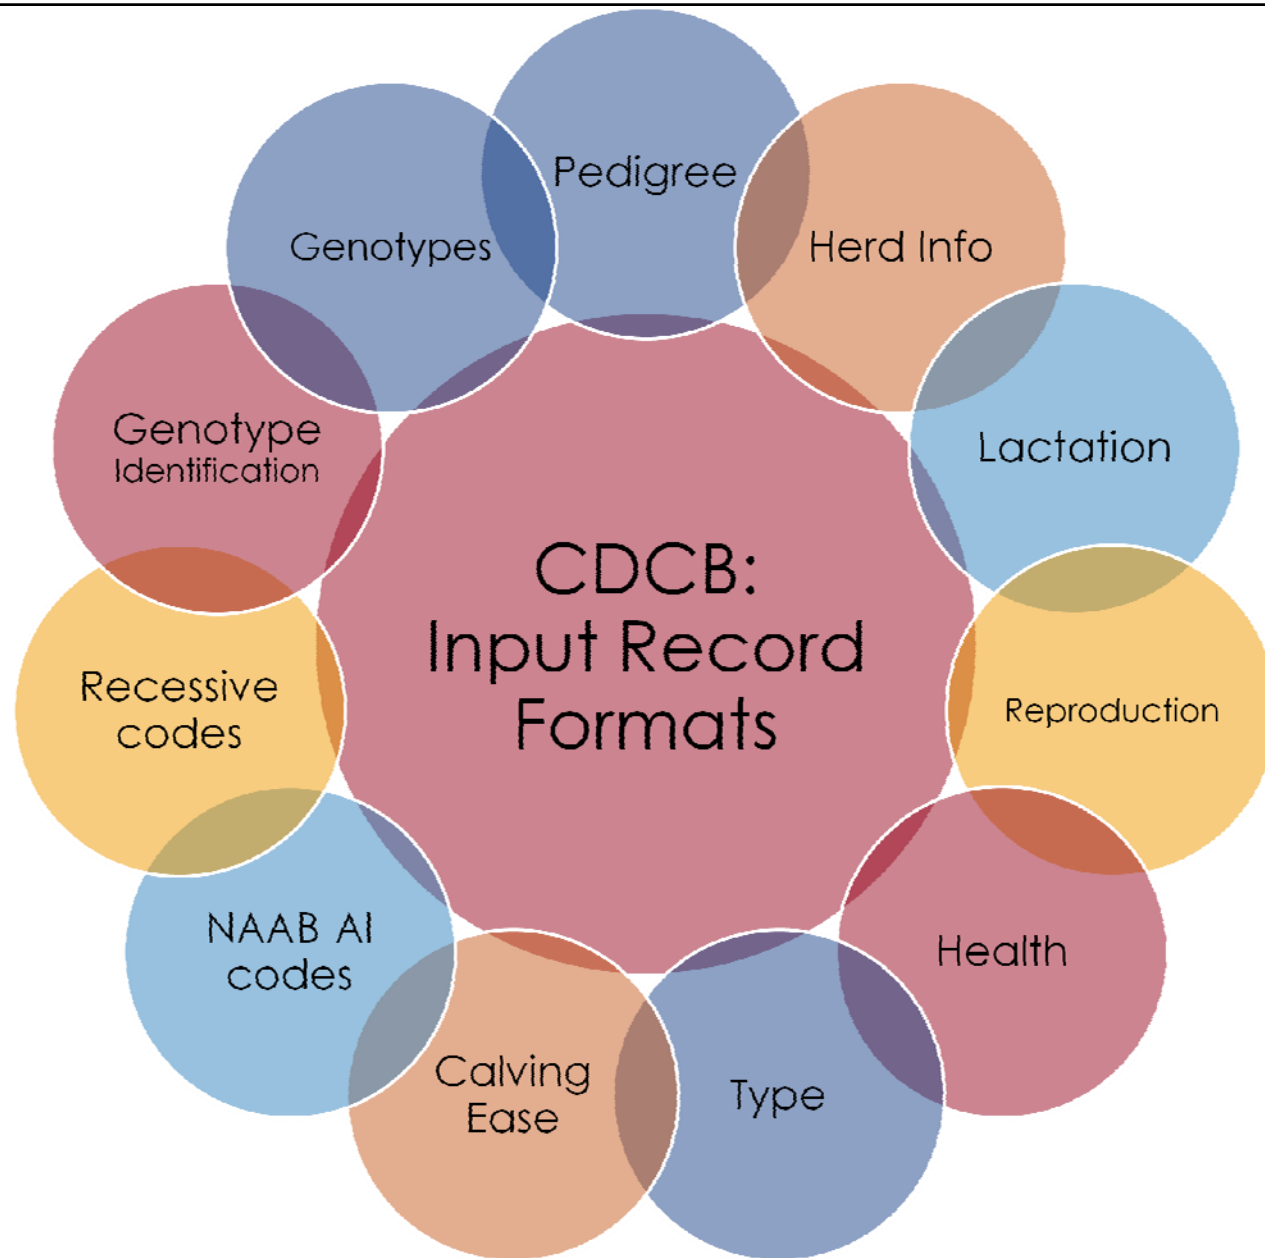 CDCB:
Input Record
Formats
Pedigree
Herd Info
Lactation
Reproduction
Health
Type
Calving
Ease
NAAB AI
codes
Recessive
codes
Genotype
Identification
Genotypes